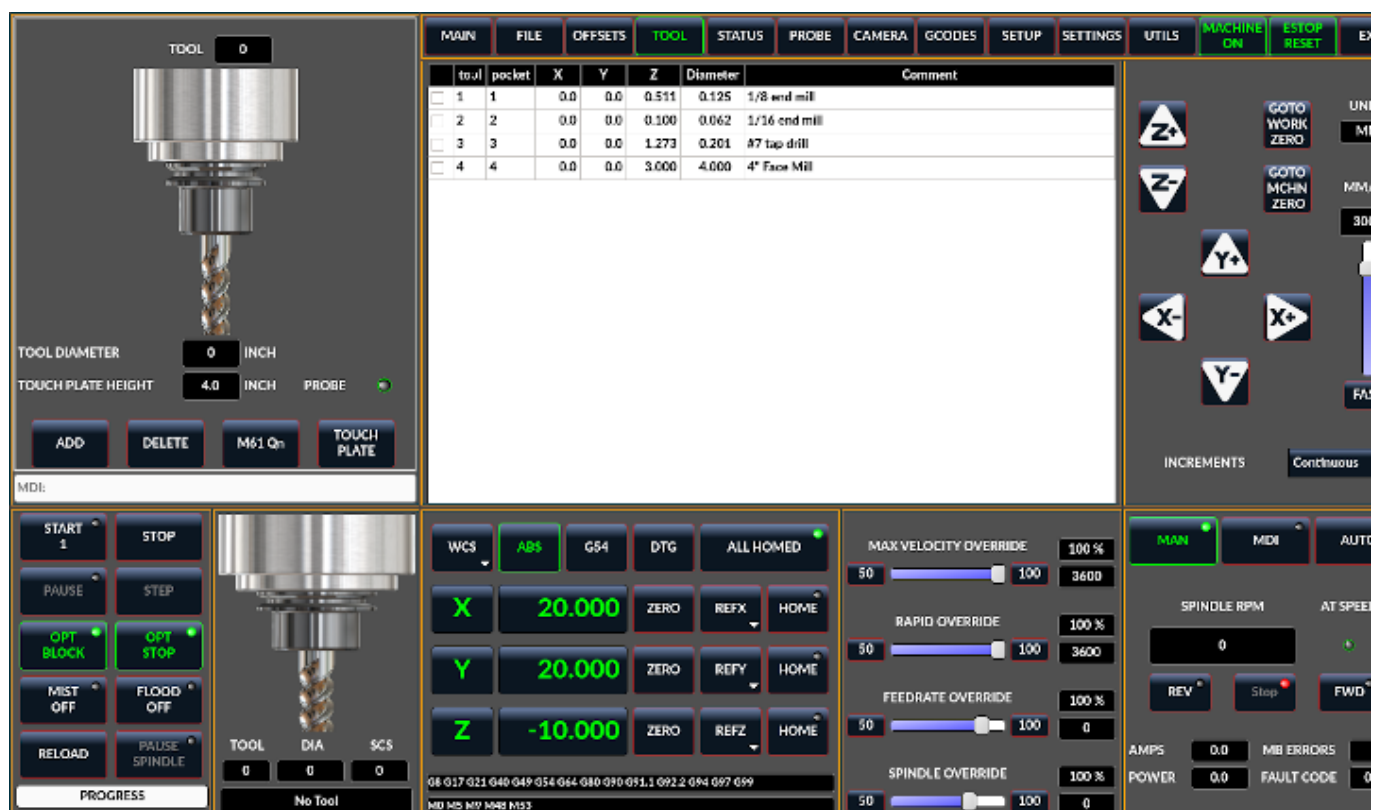 TOOL 0
MAIN FILE OFFSETS TOOL STATUS PROBE CAMERA GCODES SETUP SETTINGS UTILS MACHINE ON ESTOP RESET EX
tool pocket X Y Z Diameter Comment
1 1 0.0 0.0 0.511 0.125 1/8 end mill
2 2 0.0 0.0 0.100 0.062 1/16 end mill
3 3 0.0 0.0 1.273 0.201 #7 tap drill
4 4 0.0 0.0 3.000 4.000 4" Face Mill
TOOL DIAMETER 0 INCH
TOUCH PLATE HEIGHT 4.0 INCH PROBE
ADD DELETE M61 Qn TOUCH PLATE
MDI:
Z+
GOTO WORK ZERO
UNI
MM
Z-
GOTO MCHN ZERO
MM/
300
Y+
X- X+
Y-
FAS
INCREMENTS Continuous
START 1 STOP
PAUSE STEP
OPT BLOCK OPT STOP
MIST OFF FLOOD OFF
RELOAD PAUSE SPINDLE
PROGRESS
TOOL DIA SCS
0 0 0
No Tool
WCS ABS G54 DTG ALL HOMED
X 20.000 ZERO REFX HOME
Y 20.000 ZERO REFY HOME
Z -10.000 ZERO REFZ HOME
G8 G17 G21 G40 G49 G54 G64 G80 G90 G91.1 G92.2 G94 G97 G99
M0 M5 M9 M48 M53
MAX VELOCITY OVERRIDE 100 %
50 100 3600
RAPID OVERRIDE 100 %
50 100 3600
FEEDRATE OVERRIDE 100 %
50 100 0
SPINDLE OVERRIDE 100 %
50 100 0
MAN MDI AUTO
SPINDLE RPM AT SPEED
0
REV Stop FWD
AMPS 0.0 MB ERRORS
POWER 0.0 FAULT CODE 0